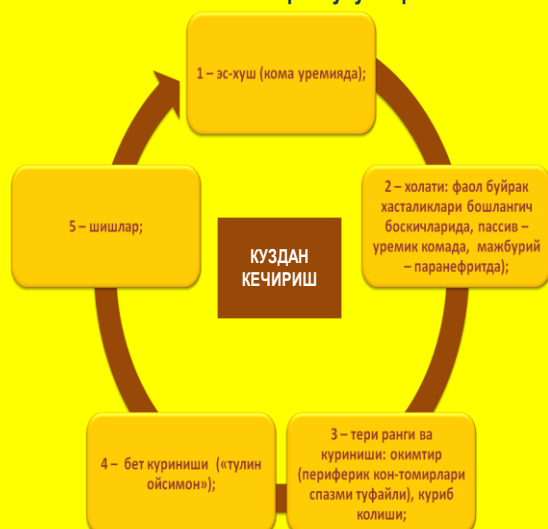 1 – эс-хуш (кома уремияда);
2 – холати: фаол буйрак
хасталиклари бошлангич
боскичларида, пассив –
уремик комада, мажбурий
– паранефритда);
3 – тери ранги ва
куриниши: окимтир
(периферик кон-томирлари
спазми туфайли), куриб
колиши;
4 – бет куриниши («тулин
ойсимон»);
5 – шишлар;
КУЗДАН
КЕЧИРИШ